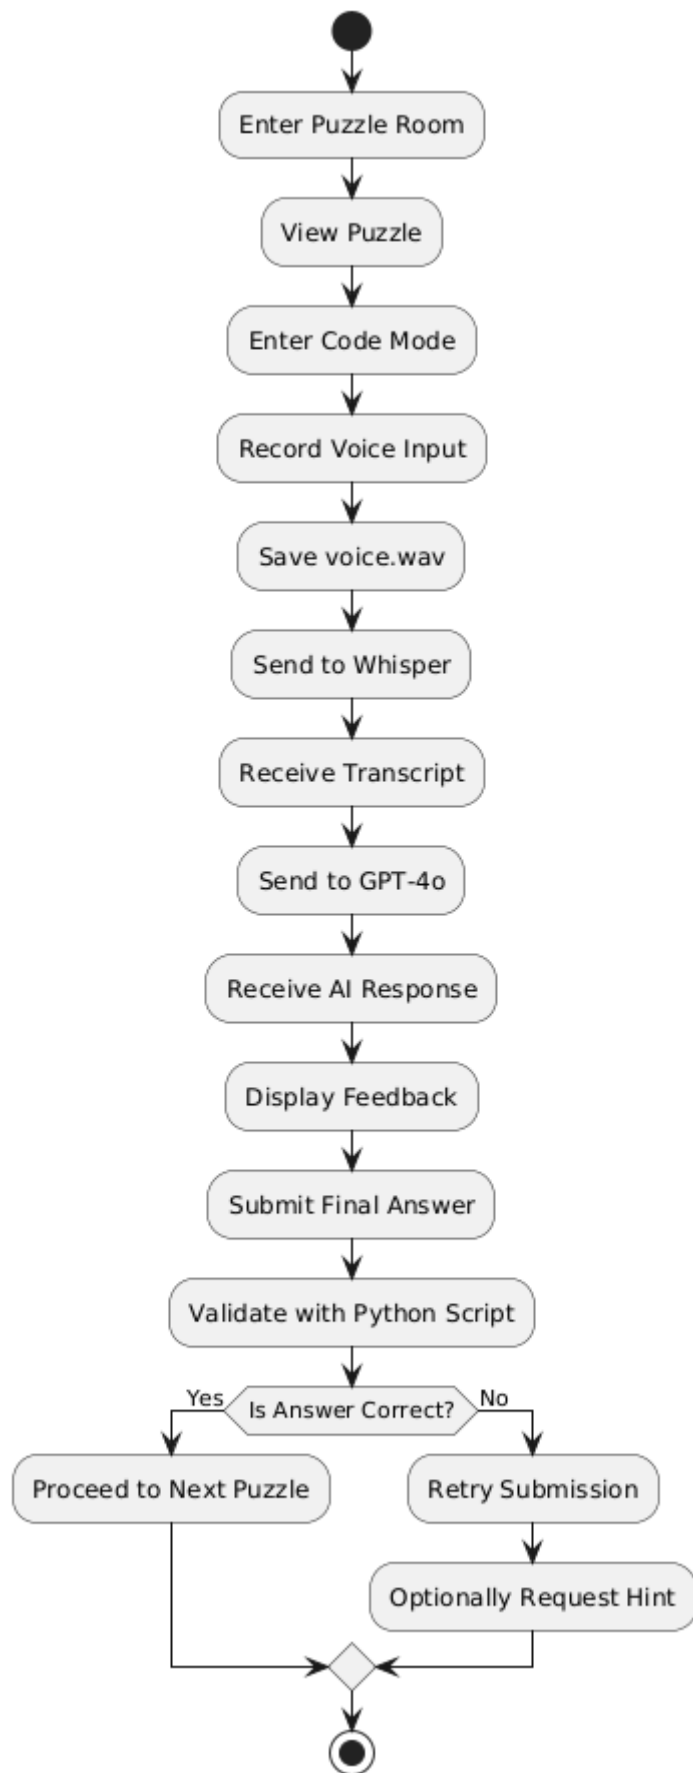 Enter Puzzle Room
View Puzzle
Enter Code Mode
Record Voice Input
Save voice.wav
Send to Whisper
Receive Transcript
Send to GPT-4o
Receive AI Response
Display Feedback
Submit Final Answer
Validate with Python Script
Yes
Is Answer Correct?
No
Proceed to Next Puzzle
Retry Submission
Optionally Request Hint